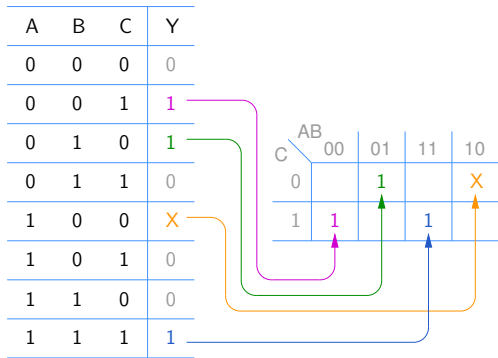 A B C Y
0 0 0 0
0 0 1 1
0 1 0 1
0 1 1 0
1 0 0 X
1 0 1 0
1 1 0 0
1 1 1 1
AB
C 00 01 11 10
0 1 X
1 1 1